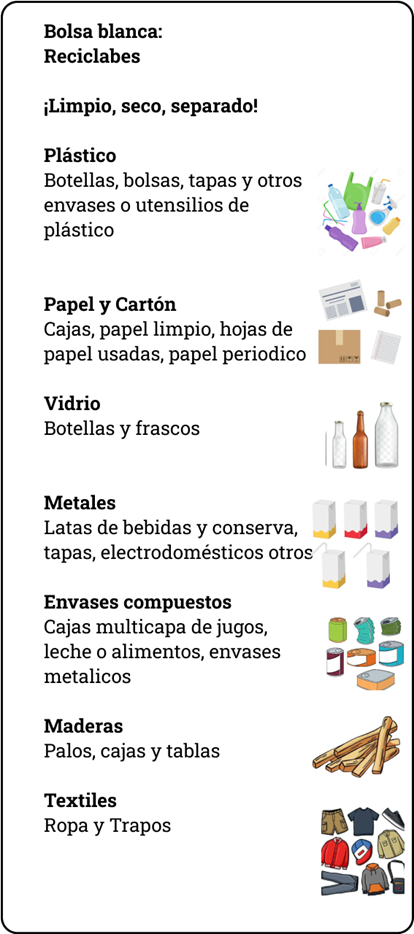 Bolsa blanca:
Reciclabes
¡Limpio, seco, separado!
Plástico
Botellas, bolsas, tapas y otros
envases o utensilios de
plástico
Papel y Cartón
Cajas, papel limpio, hojas de
papel usadas, papel periodico
Vidrio
Botellas y frascos
Metales
Latas de bebidas y conserva,
tapas, electrodomésticos otros
Envases compuestos
Cajas multicapa de jugos,
leche o alimentos, envases
metalicos
Maderas
Palos, cajas y tablas
Textiles
Ropa y Trapos